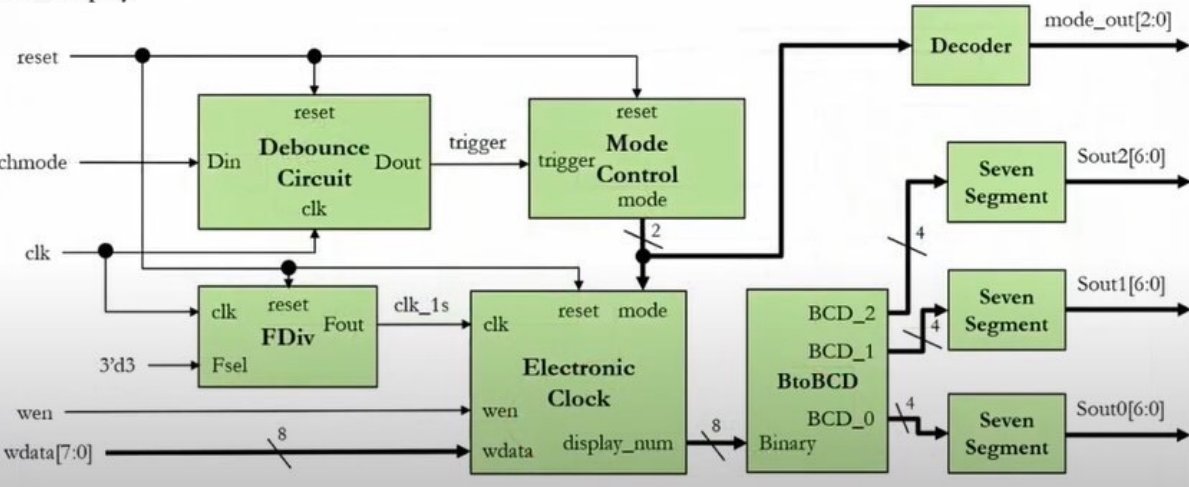 mode_out[2:0]
Decoder
reset
reset
Debounce
Circuit
Din
Dout
clk
trigger
reset
Mode
Control
trigger
mode
chmode
2
clk
Seven
Segment
Sout2[6:0]
4
clk
reset
Fout
FDiv
Fsel
clk_1s
3'd3
clk
reset
mode
Electronic
Clock
wen
wdata
display_num
wen
wdata[7:0]
8
8
BCD_2
BCD_1
BtoBCD
BCD_0
Binary
4
Seven
Segment
Sout1[6:0]
4
Seven
Segment
Sout0[6:0]